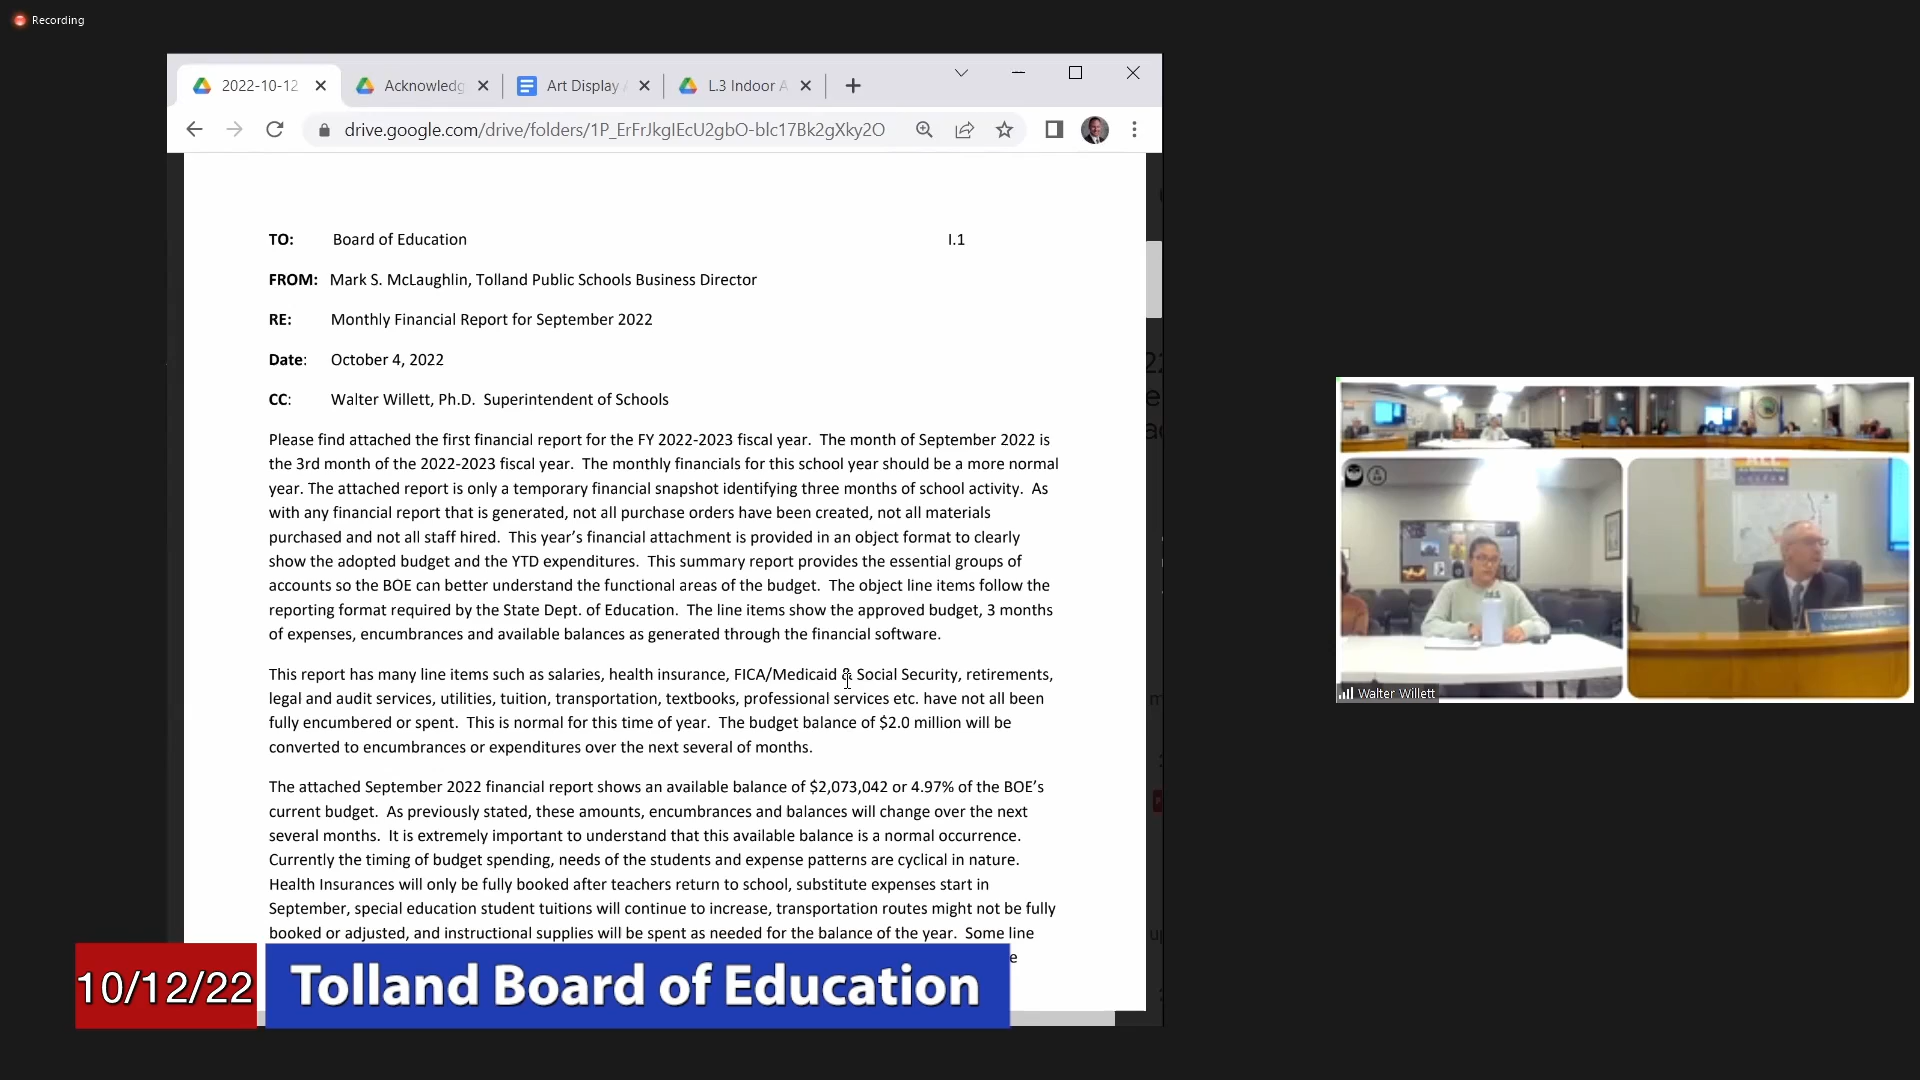 Recording
2022-10-12
Acknowledg
Art Display
L.3 Indoor A
drive.google.com/drive/folders/1P_ErFrJkgIEcU2gbO-blc17Bk2gXky2O
TO: Board of Education I.1
FROM: Mark S. McLaughlin, Tolland Public Schools Business Director
RE: Monthly Financial Report for September 2022
Date: October 4, 2022
CC: Walter Willett, Ph.D. Superintendent of Schools
Please find attached the first financial report for the FY 2022-2023 fiscal year. The month of September 2022 is
the 3rd month of the 2022-2023 fiscal year. The monthly financials for this school year should be a more normal
year. The attached report is only a temporary financial snapshot identifying three months of school activity. As
with any financial report that is generated, not all purchase orders have been created, not all materials
purchased and not all staff hired. This year's financial attachment is provided in an object format to clearly
show the adopted budget and the YTD expenditures. This summary report provides the essential groups of
accounts so the BOE can better understand the functional areas of the budget. The object line items follow the
reporting format required by the State Dept. of Education. The line items show the approved budget, 3 months
of expenses, encumbrances and available balances as generated through the financial software.
This report has many line items such as salaries, health insurance, FICA/Medicaid & Social Security, retirements,
legal and audit services, utilities, tuition, transportation, textbooks, professional services etc. have not all been
fully encumbered or spent. This is normal for this time of year. The budget balance of $2.0 million will be
converted to encumbrances or expenditures over the next several of months.
The attached September 2022 financial report shows an available balance of $2,073,042 or 4.97% of the BOE's
current budget. As previously stated, these amounts, encumbrances and balances will change over the next
several months. It is extremely important to understand that this available balance is a normal occurrence.
Currently the timing of budget spending, needs of the students and expense patterns are cyclical in nature.
Health Insurances will only be fully booked after teachers return to school, substitute expenses start in
September, special education student tuitions will continue to increase, transportation routes might not be fully
booked or adjusted, and instructional supplies will be spent as needed for the balance of the year. Some line
10/12/22
Tolland Board of Education
ALL
Walter Willett, Ph.D.
Superintendent of Schools
Walter Willett